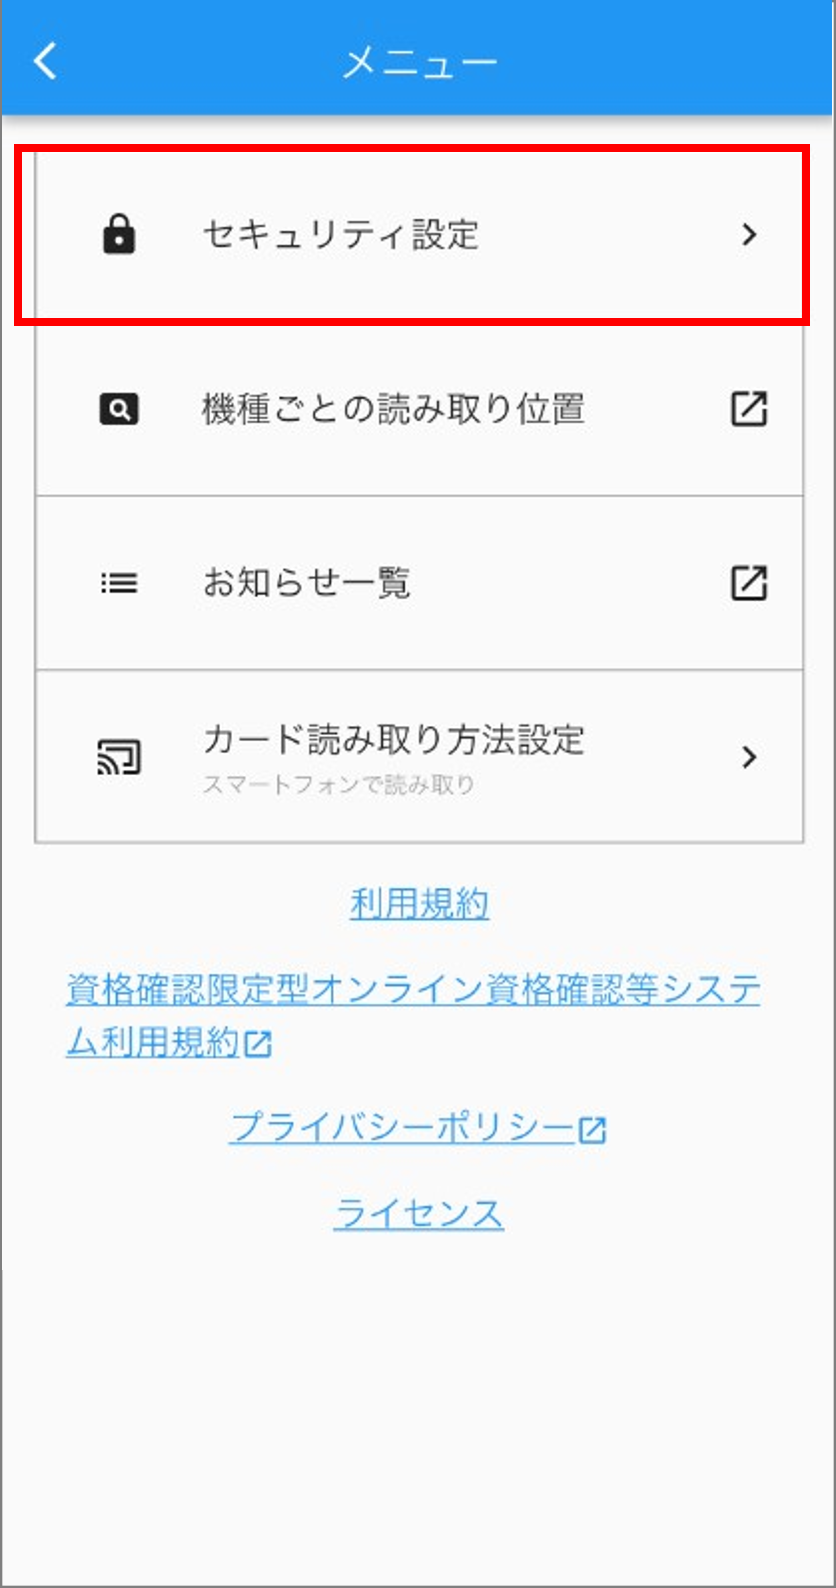 メニュー
セキュリティ設定
機種ごとの読み取り位置
お知らせ一覧
カード読み取り方法設定
スマートフォンで読み取り
利用規約
資格確認限定型オンライン資格確認等システ
ム利用規約
プライバシーポリシー
ライセンス